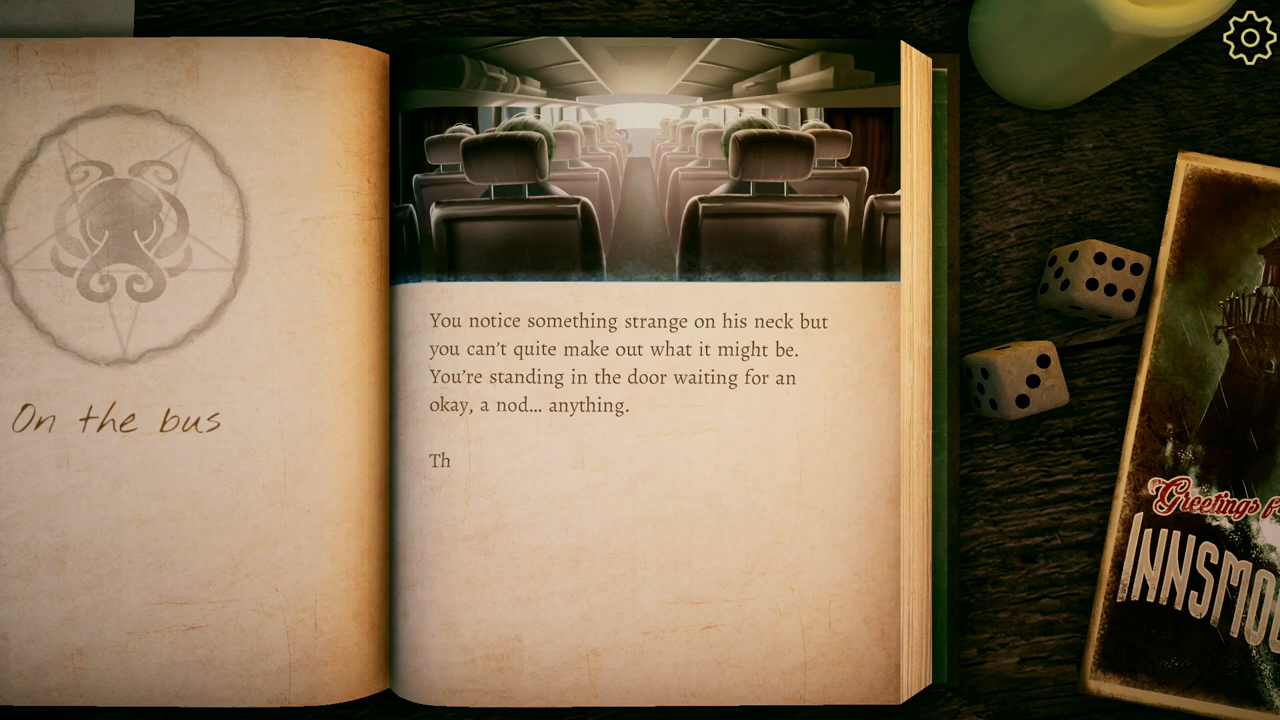 On the bus
You notice something strange on his neck but
you can't quite make out what it might be.
You're standing in the door waiting for an
okay, a nod... anything.
Th
Greetings